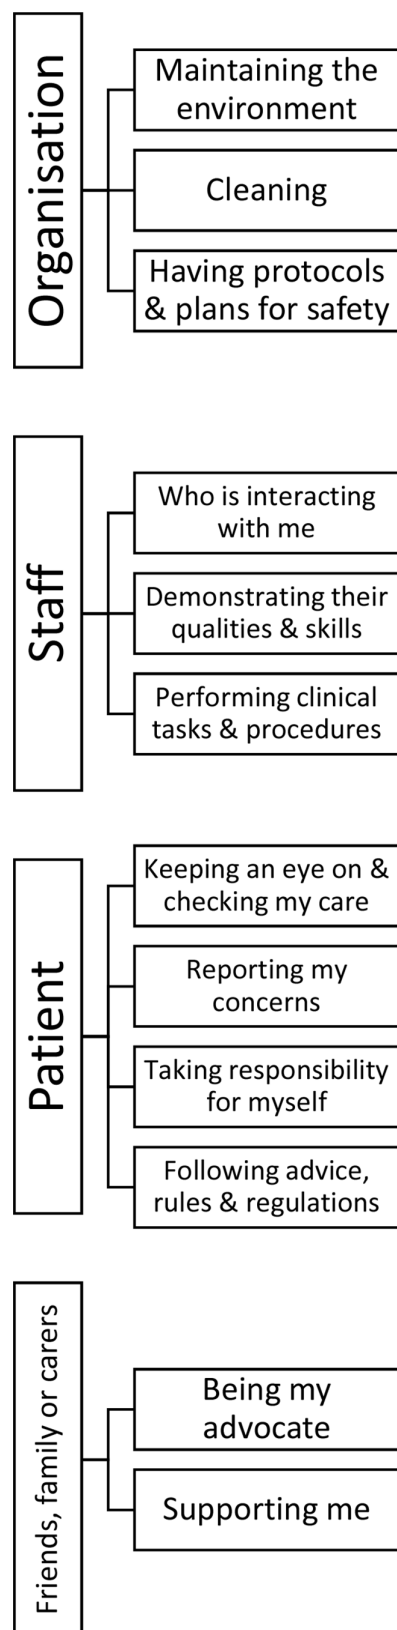 Organisation
Maintaining the
environment
Cleaning
Having protocols
& plans for safety
Staff
Who is interacting
with me
Demonstrating their
qualities & skills
Performing clinical
tasks & procedures
Patient
Keeping an eye on &
checking my care
Reporting my
concerns
Taking responsibility
for myself
Following advice,
rules & regulations
Friends, family or carers
Being my
advocate
Supporting me